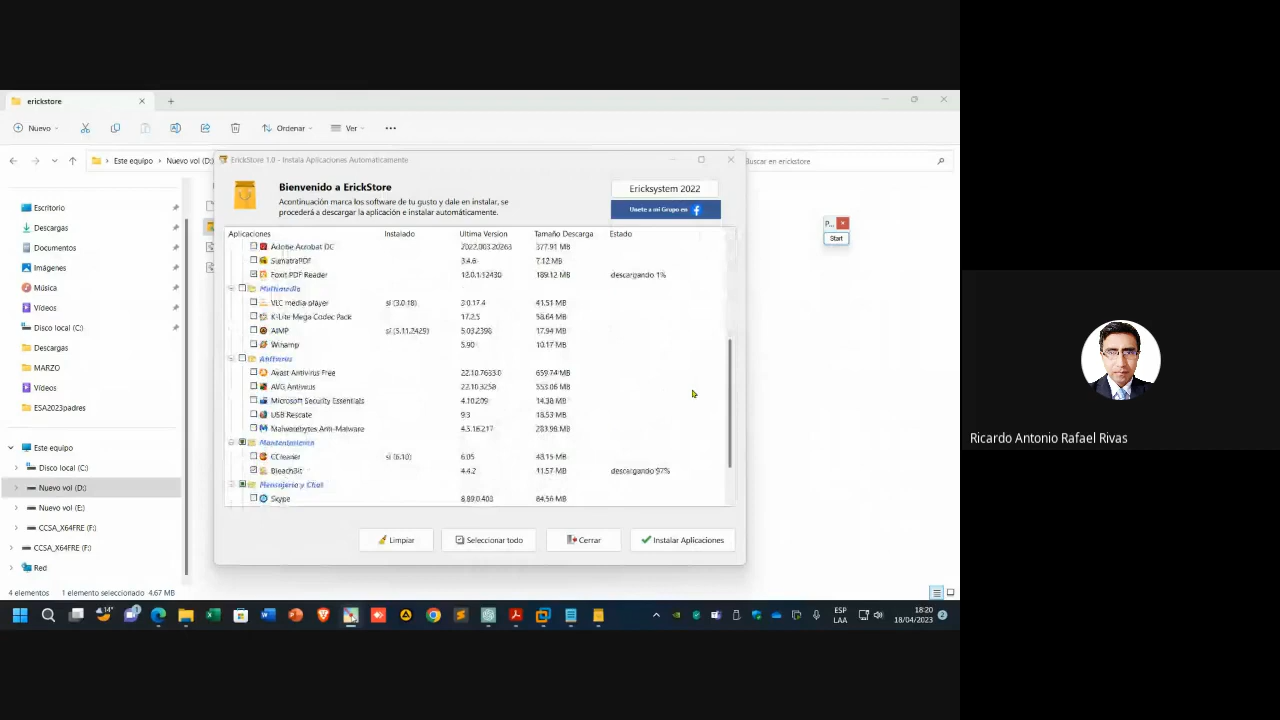 erickstore
Nuevo
Ordenar
Ver
Este equipo
Nuevo vol (D:)
Buscar en erickstore
Escritorio
Descargas
Documentos
Imágenes
Música
Vídeos
Disco local (C:)
Descargas
MARZO
Vídeos
ESA2023padres
Este equipo
Disco local (C:)
Nuevo vol (D:)
Nuevo vol (E:)
CCSA_X64FRE (F:)
CCSA_X64FRE (F:)
Red
ErickStore 1.0 - Instala Aplicaciones Automaticamente
Bienvenido a ErickStore
Acontinuación marca los software de tu gusto y dale en instalar, se
procederá a descargar la aplicación e instalar automáticamente.
Ericksystem 2022
Unete a mi Grupo en
Aplicaciones Instalado Ultima Version Tamaño Descarga Estado
Adobe Acrobat DC 2022.003.20263 377.91 MB
SumatraPDF 3.4.6 7.12 MB
Foxit PDF Reader 12.0.1.12430 189.12 MB descargando 1%
Multimedia
VLC media player si (3.0.18) 3.0.17.4 41.51 MB
K-Lite Mega Codec Pack 17.2.5 58.64 MB
AIMP si (5.11.2429) 5.03.2398 17.94 MB
Winamp 5.90 10.17 MB
Antivirus
Avast Antivirus Free 22.10.7633.0 659.74 MB
AVG Antivirus 22.10.3258 553.06 MB
Microsoft Security Essentials 4.10.209 14.38 MB
USB Rescate 9.3 18.53 MB
Malwarebytes Anti-Malware 4.5.16.217 283.98 MB
Mantenimiento
CCleaner si (6.10) 6.05 48.15 MB
BleachBit 4.4.2 11.57 MB descargando 97%
Mensajeria y Chat
Skype 8.89.0.403 84.56 MB
Limpiar
Seleccionar todo
Cerrar
Instalar Aplicaciones
P...
Start
4 elementos 1 elemento seleccionado 4.67 MB
14°
ESP
LAA
18:20
18/04/2023
Ricardo Antonio Rafael Rivas